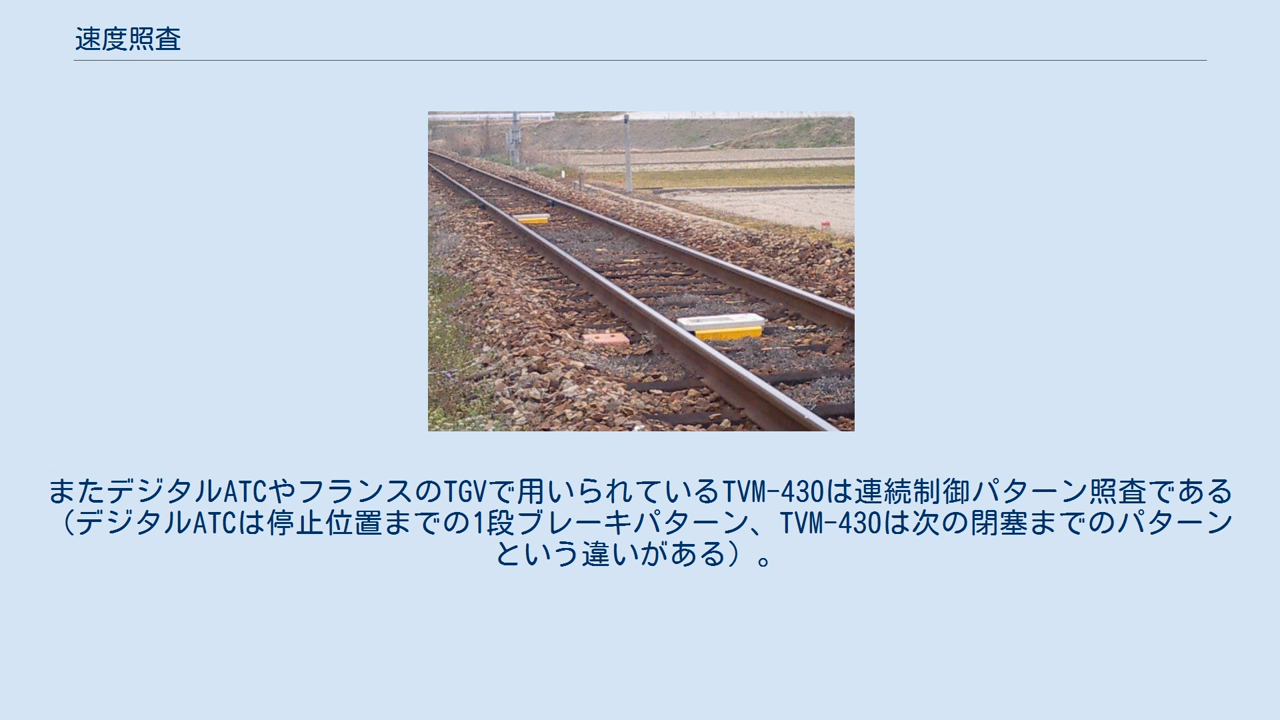 速度照査
またデジタルATCやフランスのTGVで用いられているTVM-430は連続制御パターン照査である
（デジタルATCは停止位置までの1段ブレーキパターン、TVM-430は次の閉塞までのパターン
という違いがある）。